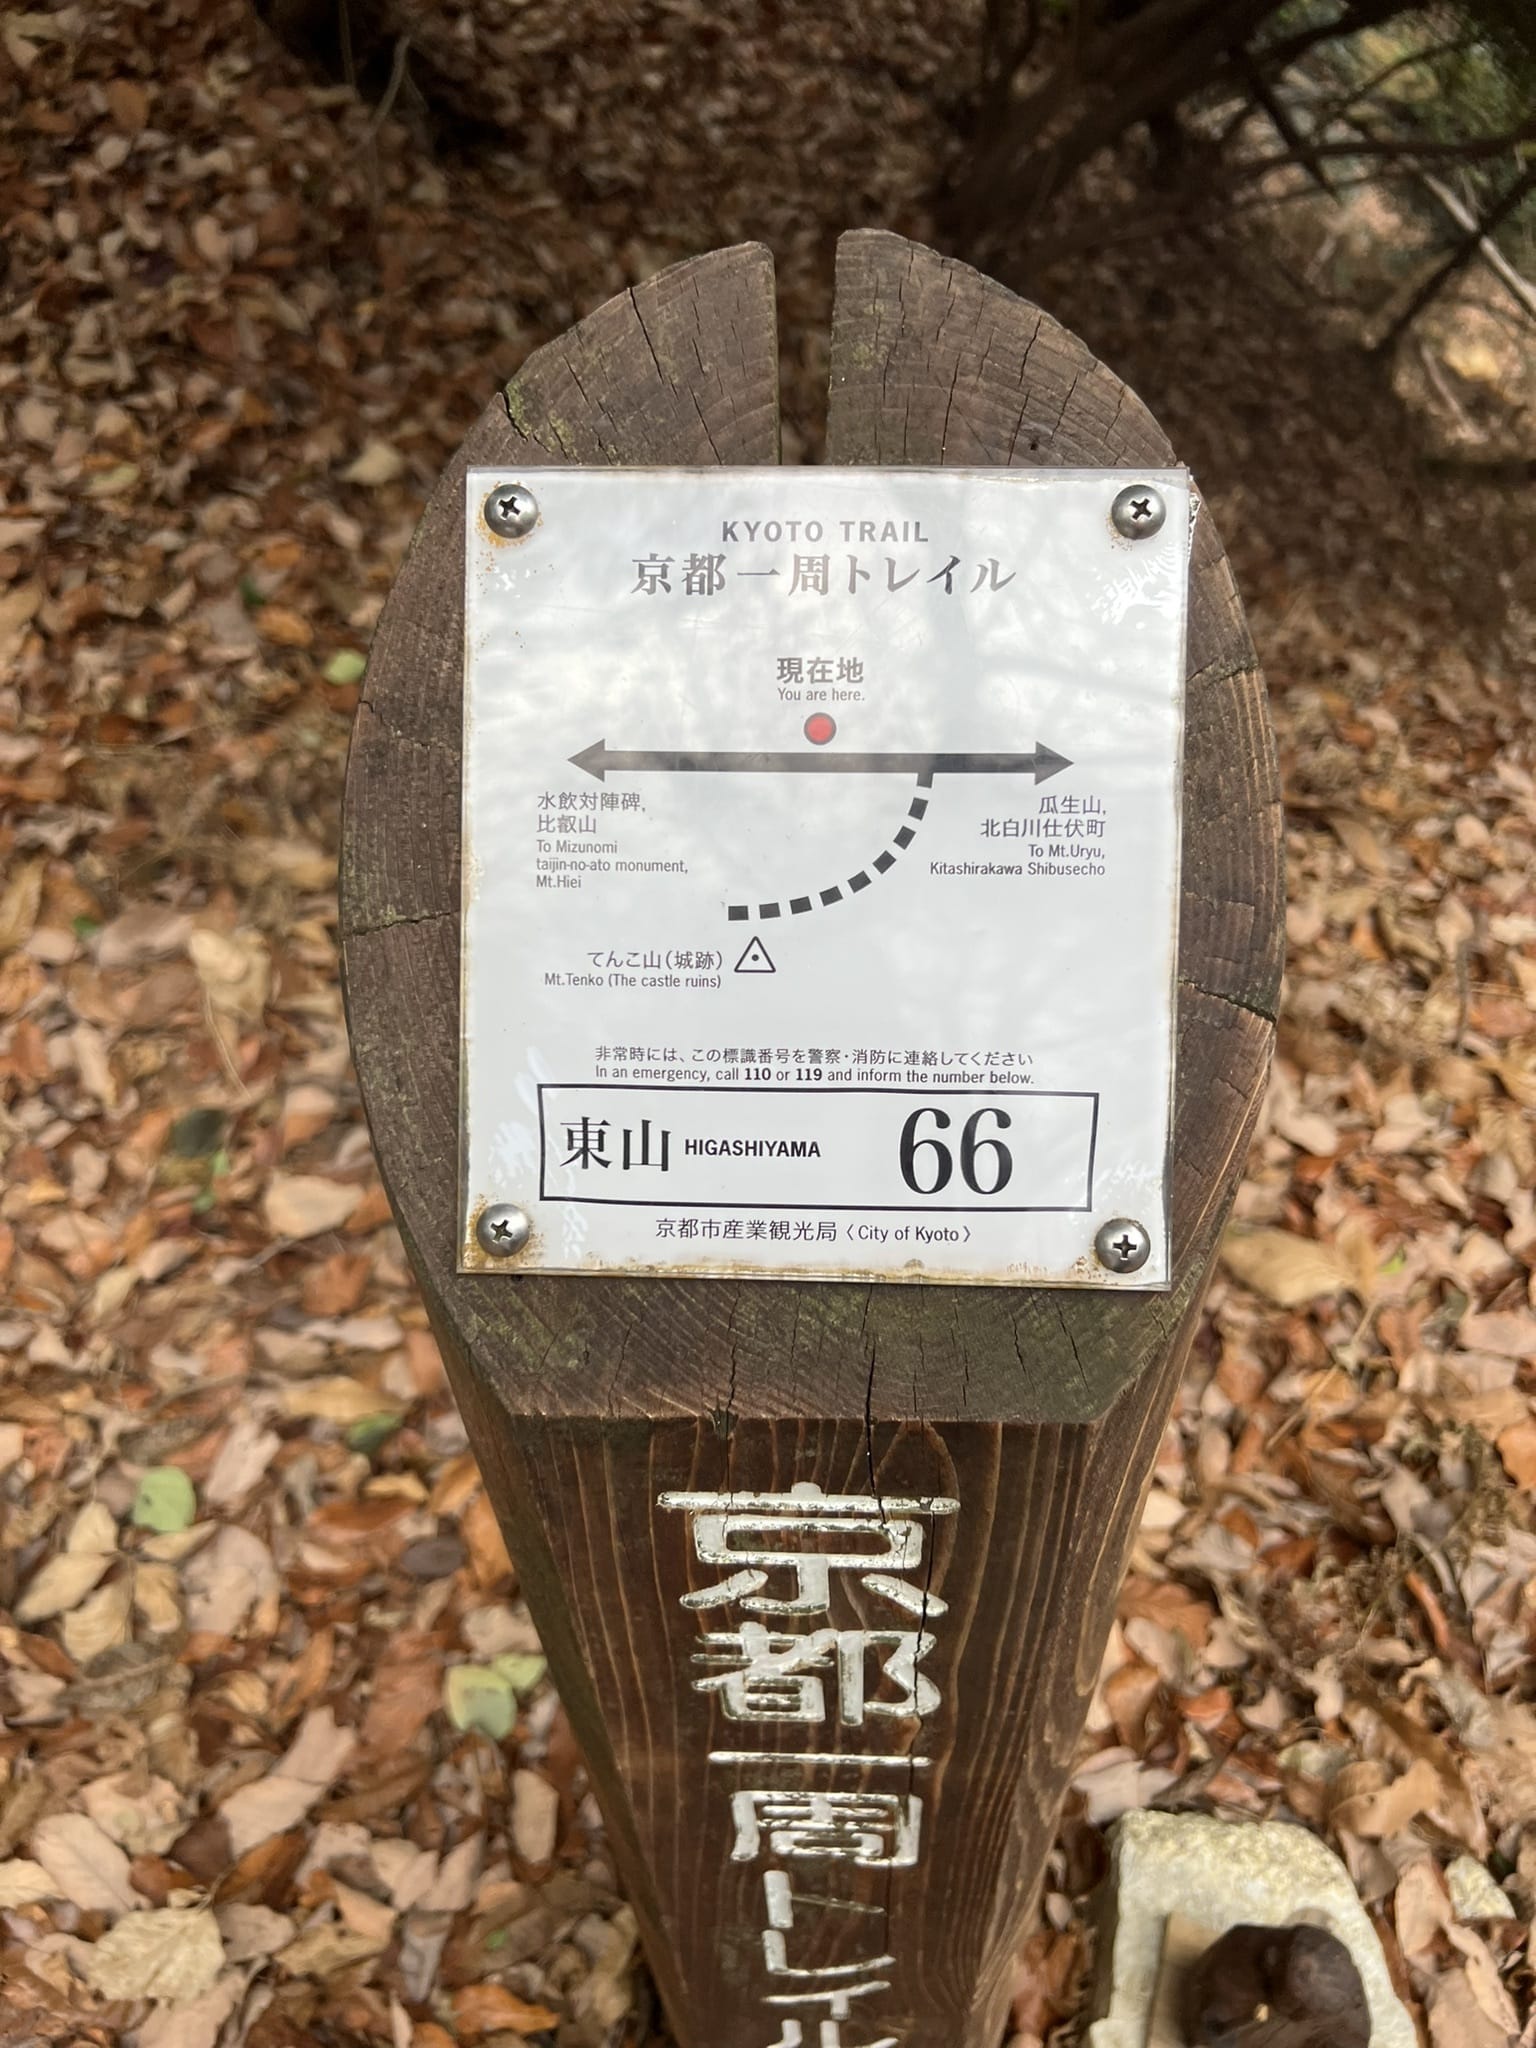 KYOTO TRAIL
京都一周トレイル
現在地
You are here.
水飲対陣碑,
比叡山
To Mizunomi
taijin-no-ato monument,
Mt.Hiei
瓜生山,
北白川仕伏町
To Mt.Uryu,
Kitashirakawa Shibusecho
てんこ山(城跡)
Mt.Tenko (The castle ruins)
非常時には、この標識番号を警察・消防に連絡してください
In an emergency, call 110 or 119 and inform the number below.
東山 HIGASHIYAMA 66
京都市産業観光局〈City of Kyoto〉
京都一周トレイル